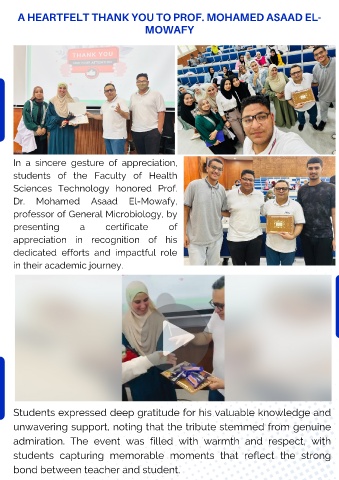 A HEARTFELT THANK YOU TO PROF. MOHAMED ASAAD EL-
MOWAFY
THANK YOU
In a sincere gesture of appreciation,
students of the Faculty of Health
Sciences Technology honored Prof.
Dr. Mohamed Asaad El-Mowafy,
professor of General Microbiology, by
presenting a certificate of
appreciation in recognition of his
dedicated efforts and impactful role
in their academic journey.
Students expressed deep gratitude for his valuable knowledge and
unwavering support, noting that the tribute stemmed from genuine
admiration. The event was filled with warmth and respect, with
students capturing memorable moments that reflect the strong
bond between teacher and student.